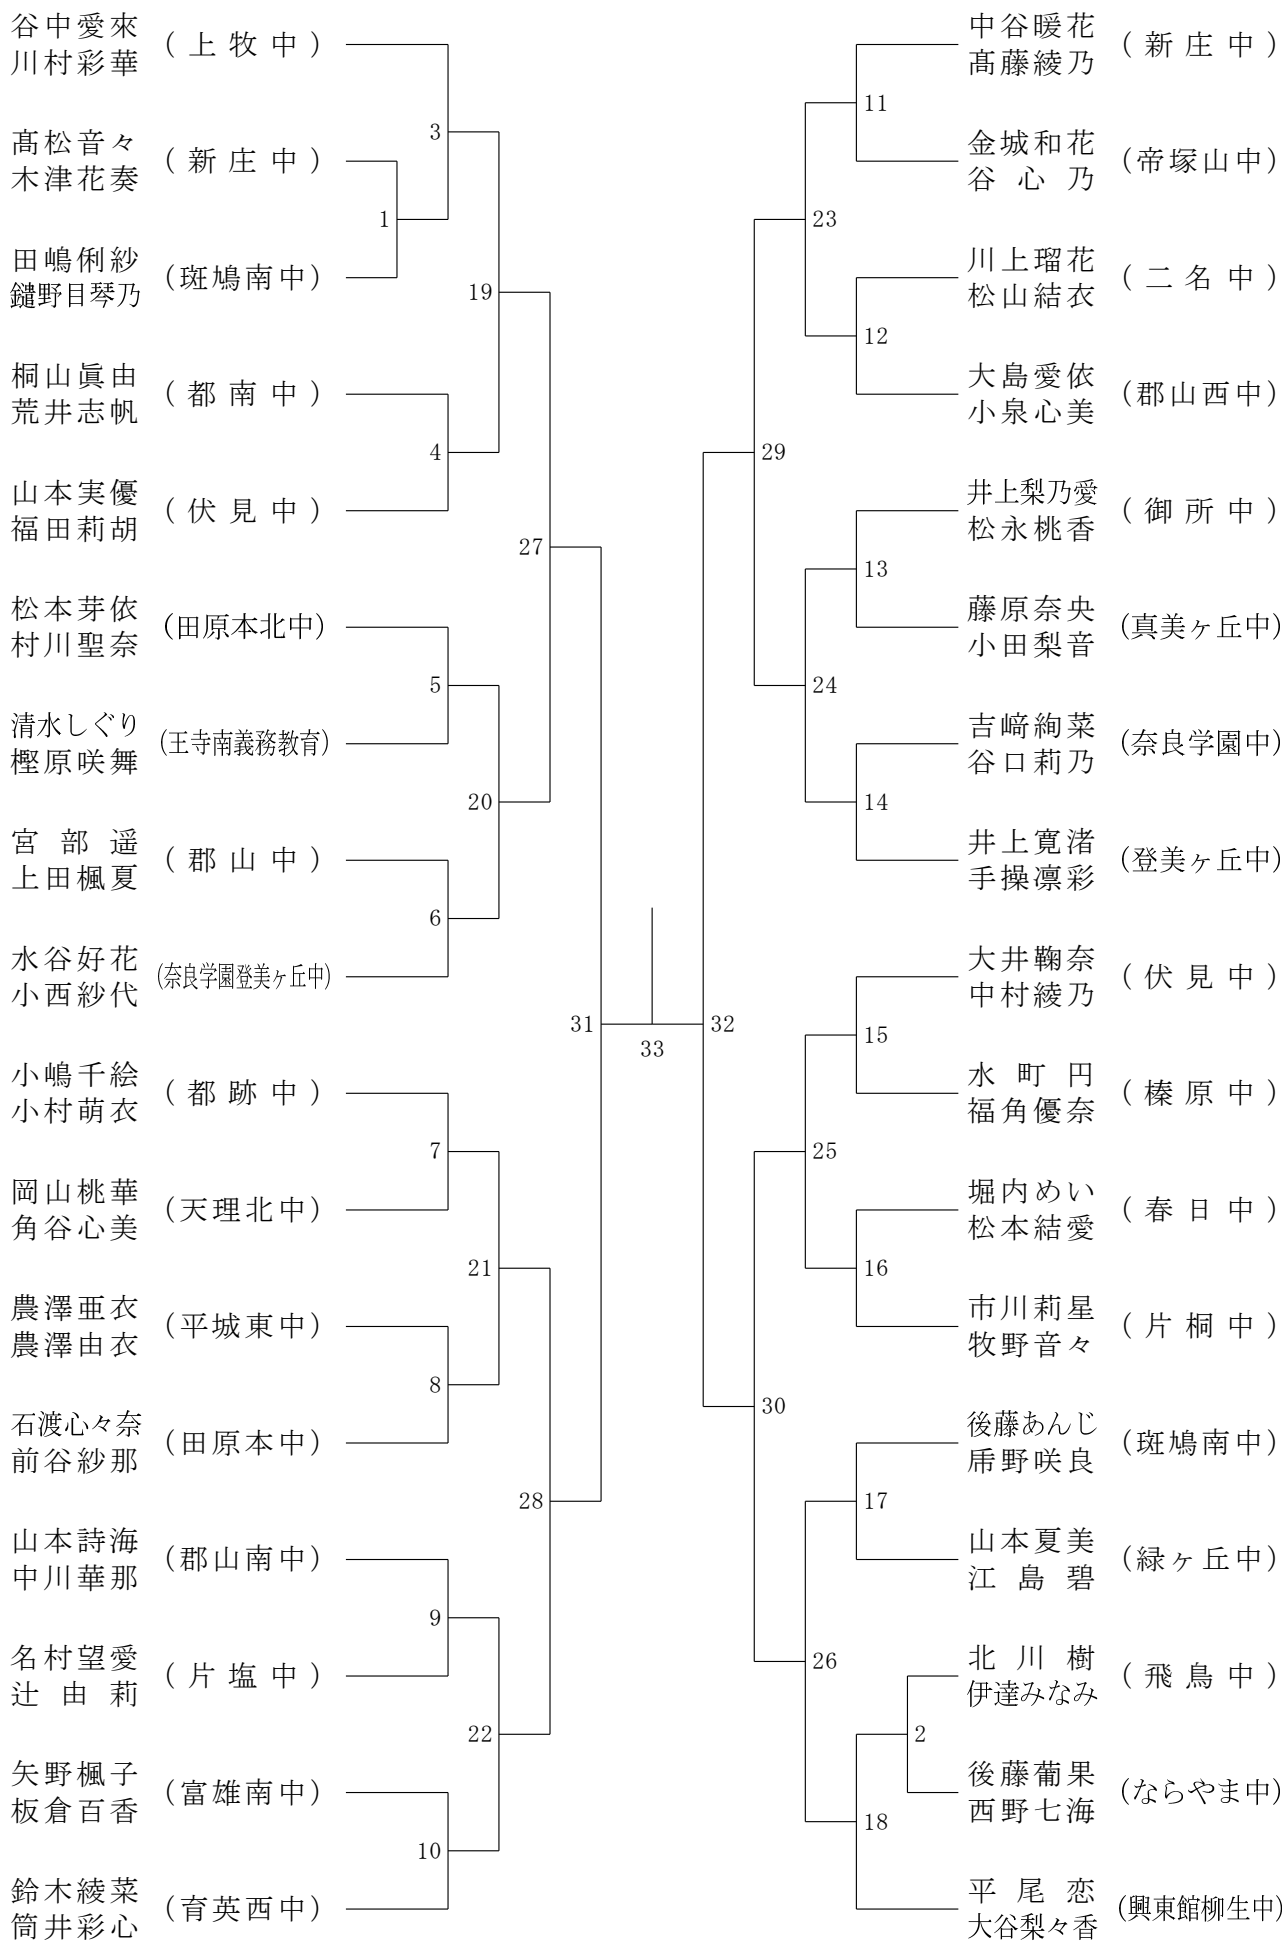 谷中愛來
川村彩華
(上牧中)
髙松音々
木津花奏
(新庄中)
田嶋俐紗
鑓野目琴乃
(斑鳩南中)
桐山眞由
荒井志帆
(都南中)
山本実優
福田莉胡
(伏見中)
松本芽依
村川聖奈
(田原本北中)
清水しぐり
樫原咲舞
(王寺南義務教育)
宮部遥
上田楓夏
(郡山中)
水谷好花
小西紗代
(奈良学園登美ヶ丘中)
小嶋千絵
小村萌衣
(都跡中)
岡山桃華
角谷心美
(天理北中)
農澤亜衣
農澤由衣
(平城東中)
石渡心々奈
前谷紗那
(田原本中)
山本詩海
中川華那
(郡山南中)
名村望愛
辻由莉
(片塩中)
矢野楓子
板倉百香
(富雄南中)
鈴木綾菜
筒井彩心
(育英西中)
3
1
4
5
6
7
8
9
10
19
20
21
22
27
28
31
33
32
29
30
23
24
25
26
11
12
13
14
15
16
17
2
18
中谷暖花
髙藤綾乃
(新庄中)
金城和花
谷心乃
(帝塚山中)
川上瑠花
松山結衣
(二名中)
大島愛依
小泉心美
(郡山西中)
井上梨乃愛
松永桃香
(御所中)
藤原奈央
小田梨音
(真美ヶ丘中)
吉﨑絢菜
谷口莉乃
(奈良学園中)
井上寛渚
手操凛彩
(登美ヶ丘中)
大井鞠奈
中村綾乃
(伏見中)
水町円
福角優奈
(榛原中)
堀内めい
松本結愛
(春日中)
市川莉星
牧野音々
(片桐中)
後藤あんじ
野咲良
(斑鳩南中)
山本夏美
江島碧
(緑ヶ丘中)
北川樹
伊達みなみ
(飛鳥中)
後藤葡果
西野七海
(ならやま中)
平尾恋
大谷梨々香
(興東館柳生中)